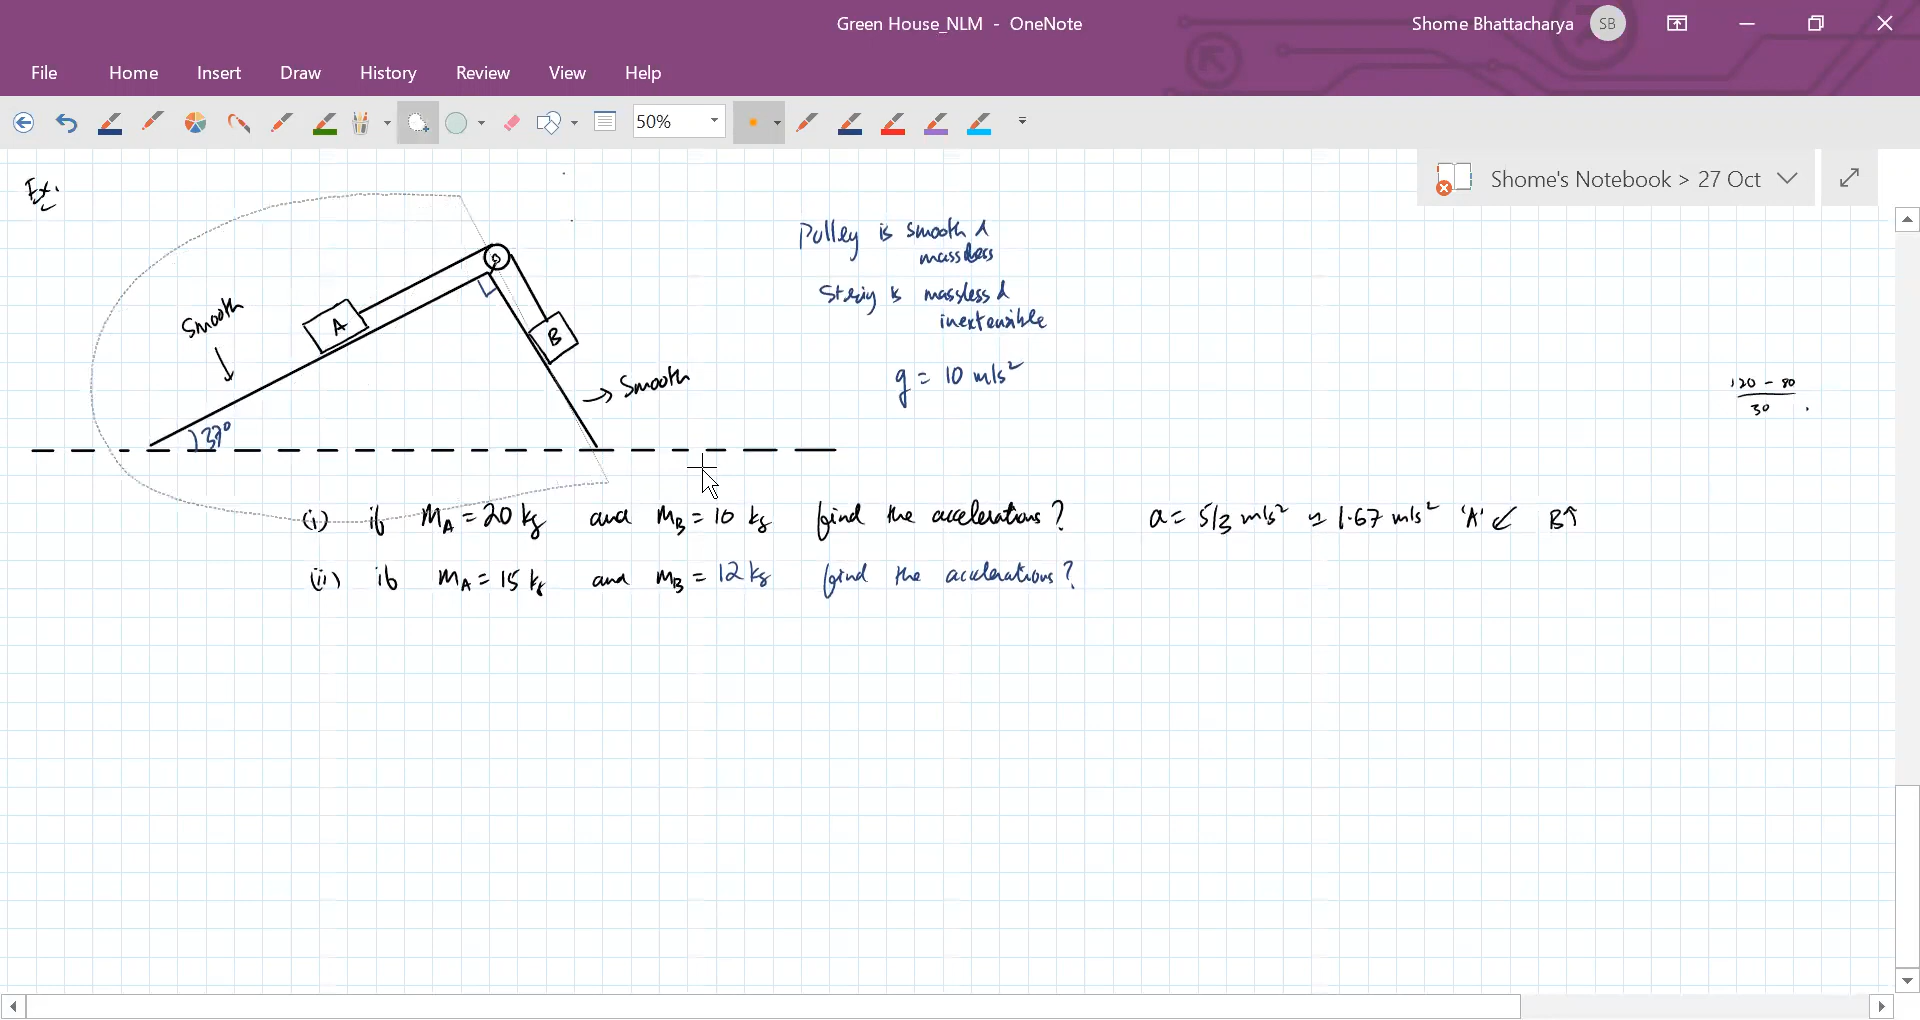 Green House_NLM - OneNote
Shome Bhattacharya SB
File Home Insert Draw History Review View Help
50%
Shome's Notebook > 27 Oct
Ex:
Pulley is smooth &
massless
String is massless &
inextensible
g = 10 m/s²
Smooth
A
B
Smooth
37°
120 - 80
30
(i) if MA = 20 kg and mB = 10 kg find the accelerations? a = 5/3 m/s² ≈ 1.67 m/s² 'A' ↙ B↑
(ii) if mA = 15 kg and mB = 12 kg find the accelerations?